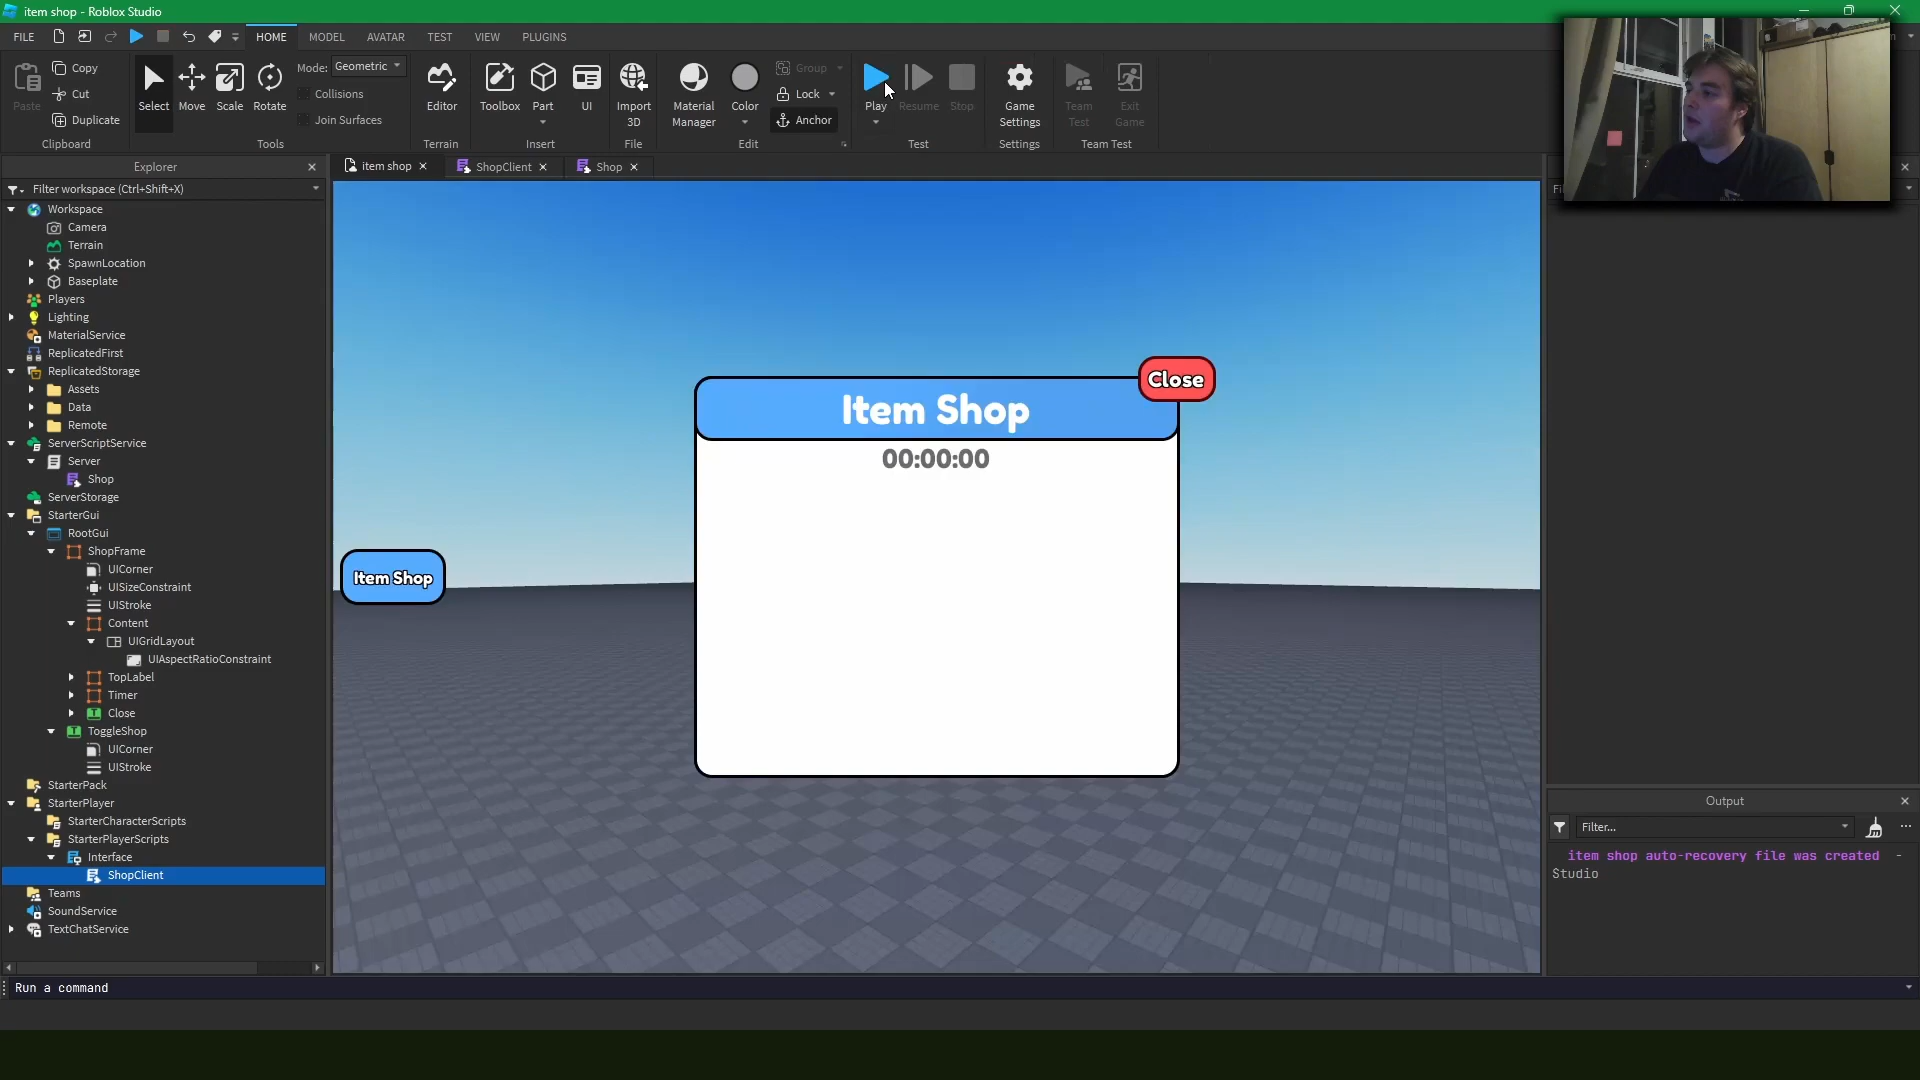 item shop - Roblox Studio
FILE HOME MODEL AVATAR TEST VIEW PLUGINS
Paste Copy Cut Duplicate
Clipboard
Select Move Scale Rotate
Mode: Geometric
Collisions
Join Surfaces
Tools
Editor
Terrain
Toolbox Part UI
Insert
Import 3D
File
Material Manager
Color
Group
Lock
Anchor
Edit
Play Resume Stop
Test
Game Settings
Settings
Team Test
Exit Game
Team Test
Explorer
Filter workspace (Ctrl+Shift+X)
Workspace
Camera
Terrain
SpawnLocation
Baseplate
Players
Lighting
MaterialService
ReplicatedFirst
ReplicatedStorage
Assets
Data
Remote
ServerScriptService
Server
Shop
ServerStorage
StarterGui
RootGui
ShopFrame
UICorner
UISizeConstraint
UIStroke
Content
UIGridLayout
UIAspectRatioConstraint
TopLabel
Timer
Close
ToggleShop
UICorner
UIStroke
StarterPack
StarterPlayer
StarterCharacterScripts
StarterPlayerScripts
Interface
ShopClient
Teams
SoundService
TextChatService
item shop
ShopClient
Shop
Close
Item Shop
00:00:00
Item Shop
Output
Filter...
item shop auto-recovery file was created -
Studio
Run a command